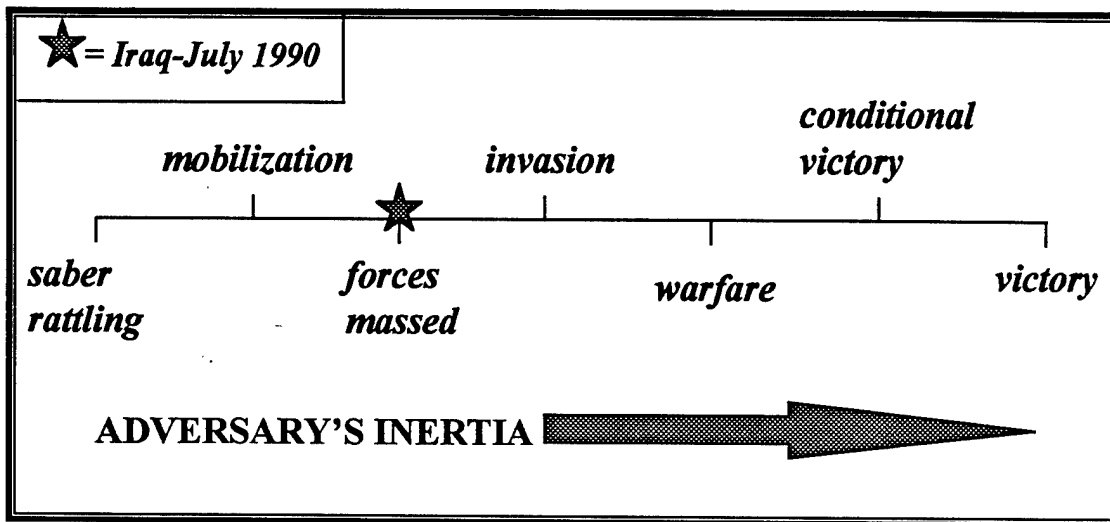 = Iraq-July 1990
conditional
victory
mobilization
invasion
saber
rattling
forces
massed
warfare
victory
ADVERSARY'S INERTIA